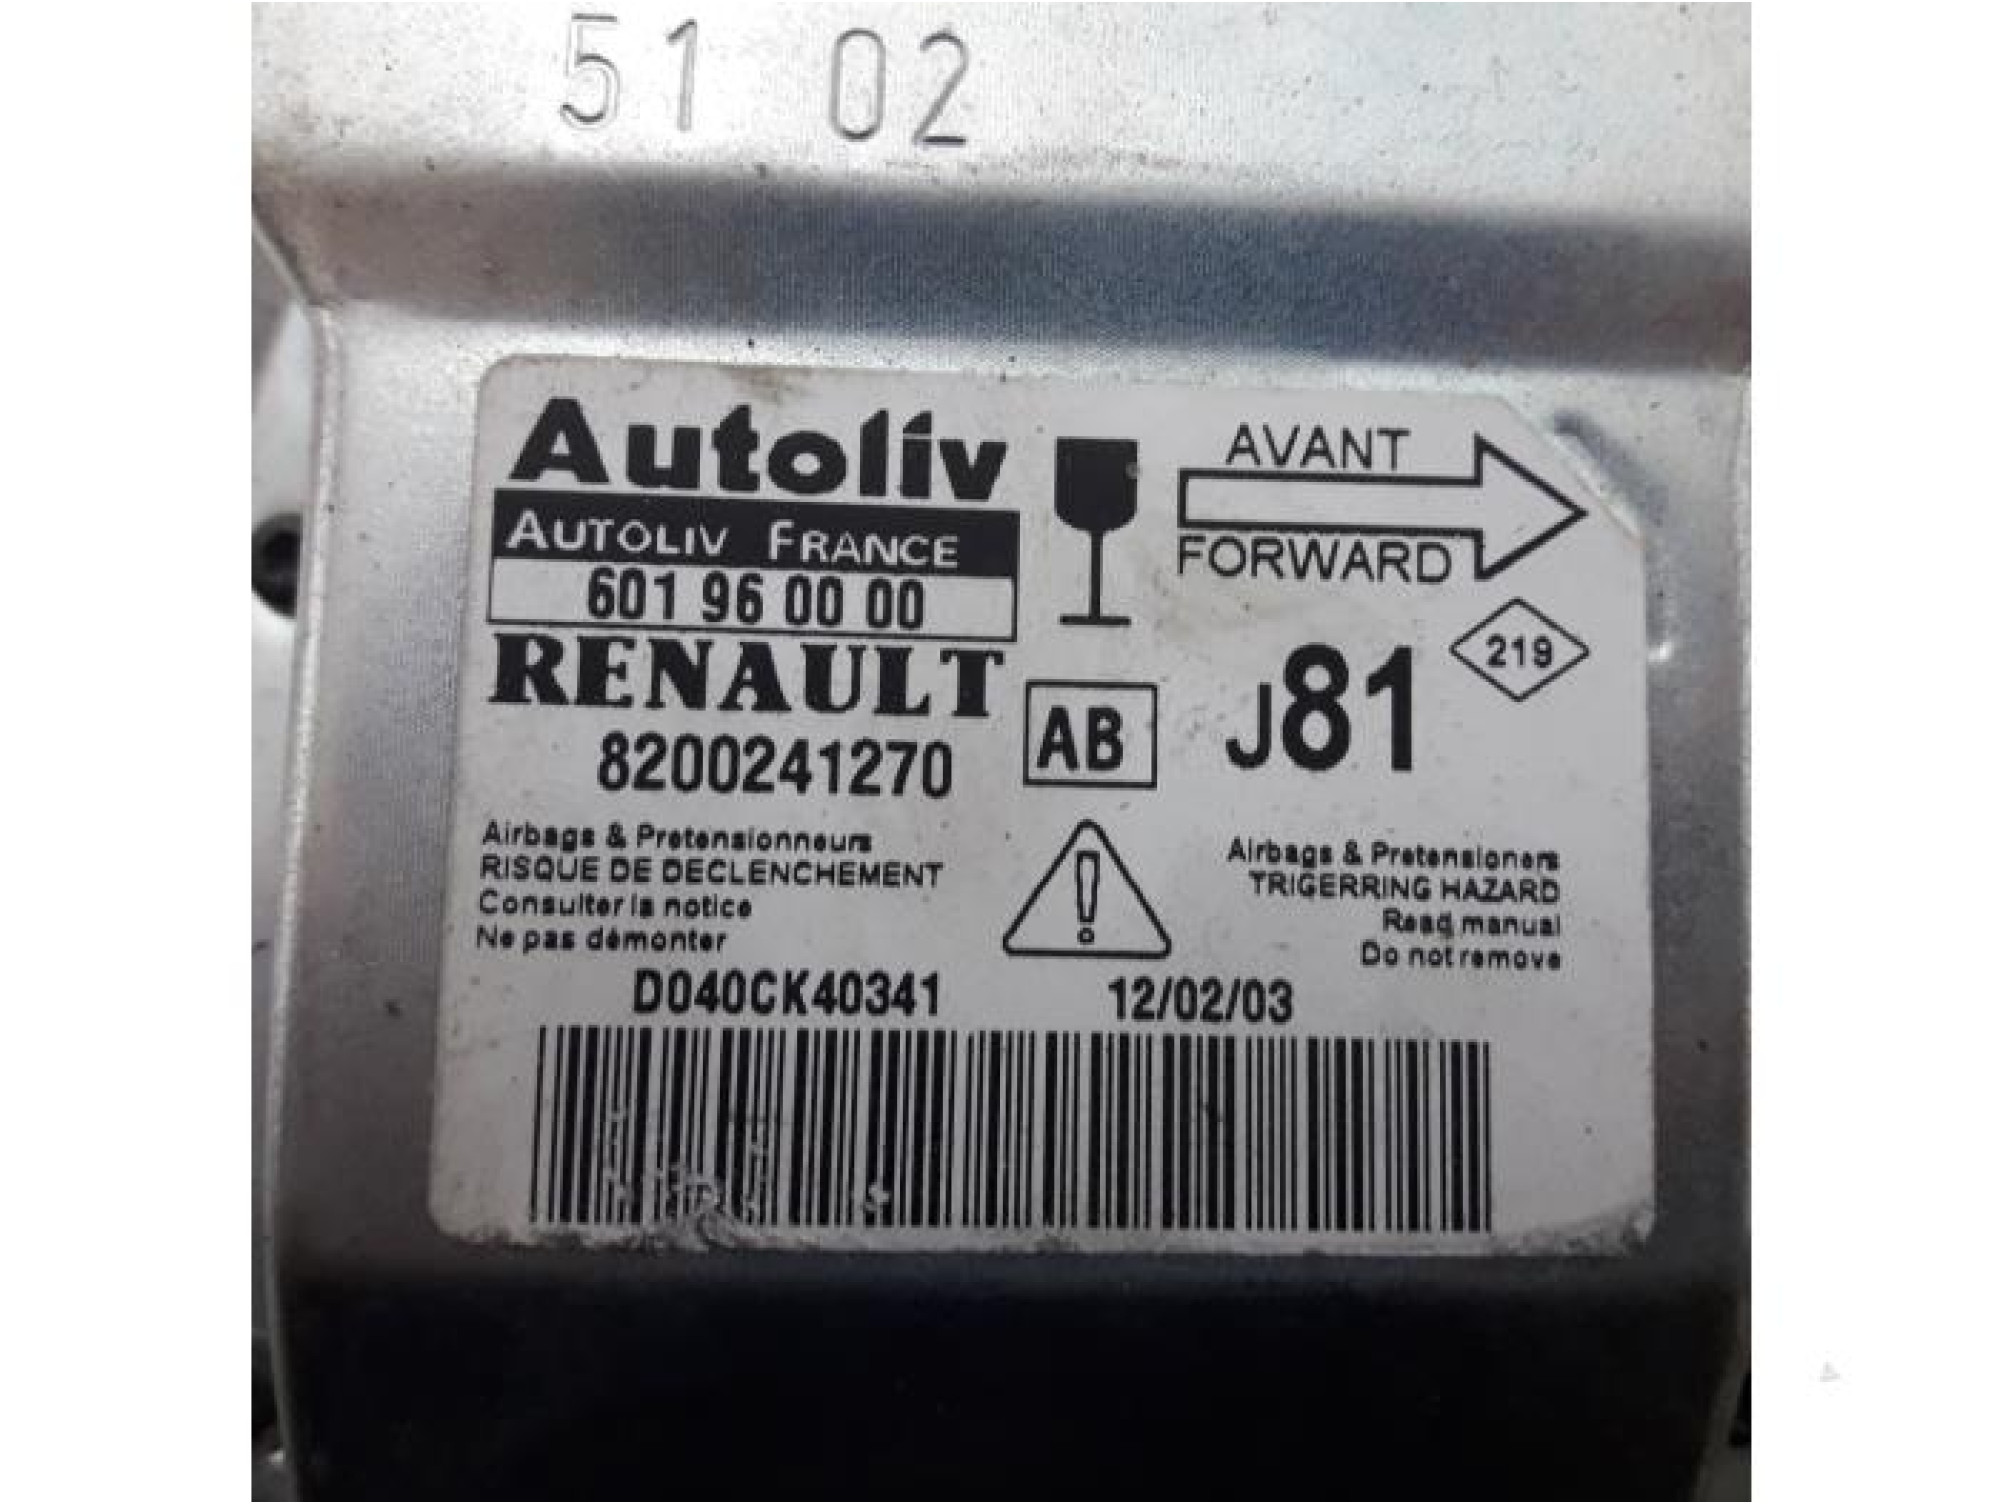 51 02
Autoliv
AVANT
AUTOLIV FRANCE
FORWARD
601 96 00 00
RENAULT
219
J81
AB
8200241270
Airbags & Pretensionneurs
RISQUE DE DECLENCHEMENT
Consulter la notice
Ne pas démonter
Airbags & Pretensioners
TRIGERRING HAZARD
Read manual
Do not remove
D040CK40341 12/02/03